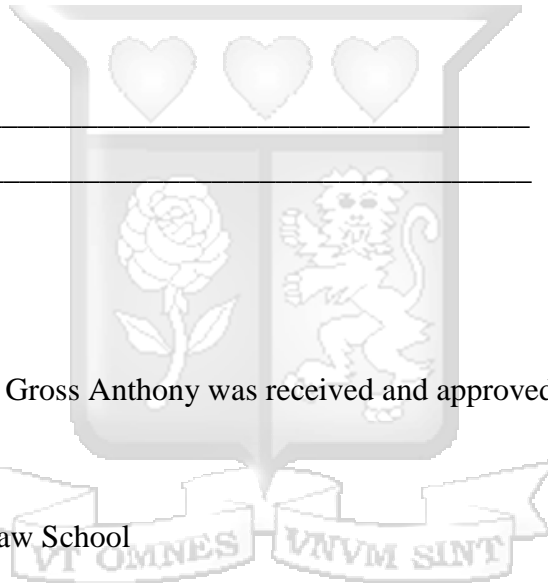 Gross Anthony was received and approved
aw School
VT OMNES VNVM SINT